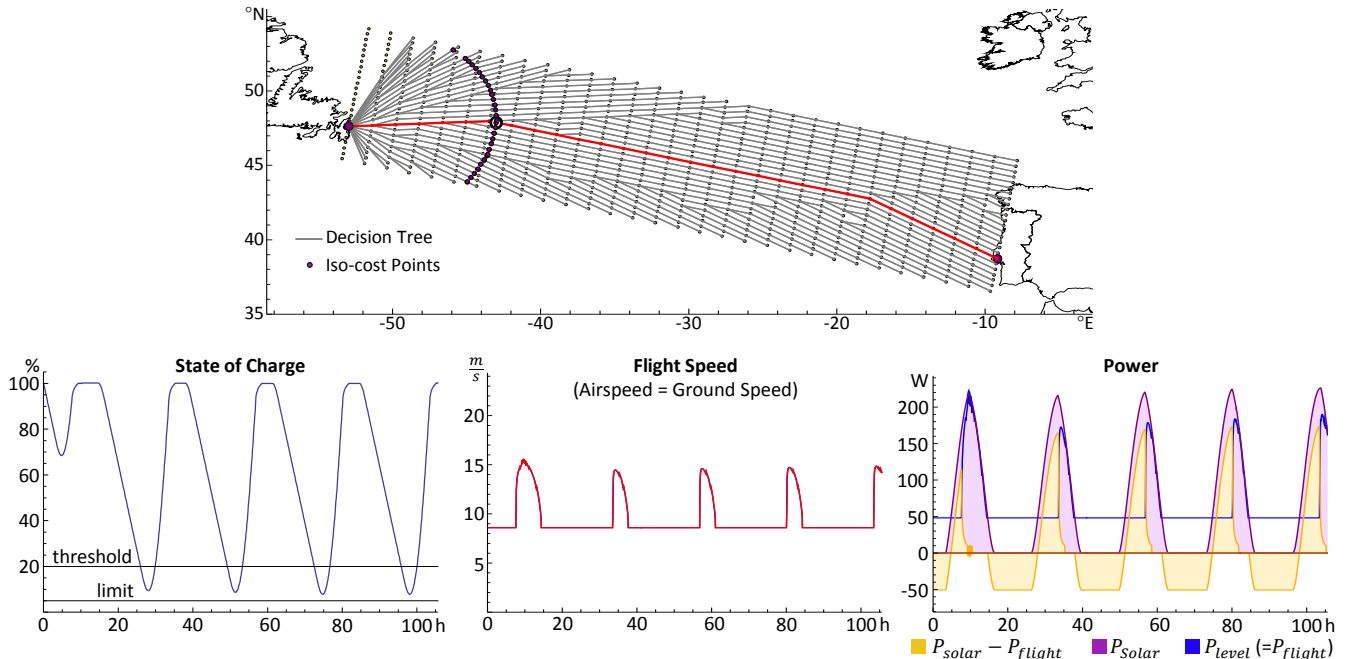 °N
50
45
40
35
Decision Tree
Iso-cost Points
-50
-40
-30
-20
-10
°E
State of Charge
%
100
80
60
40
20
threshold
limit
0 20 40 60 80 100 h
Flight Speed
(Airspeed = Ground Speed)
m/s
20
15
10
5
0 20 40 60 80 100 h
Power
W
200
150
100
50
0
-50
0 20 40 60 80 100 h
P_solar − P_flight P_Solar P_level (=P_flight)